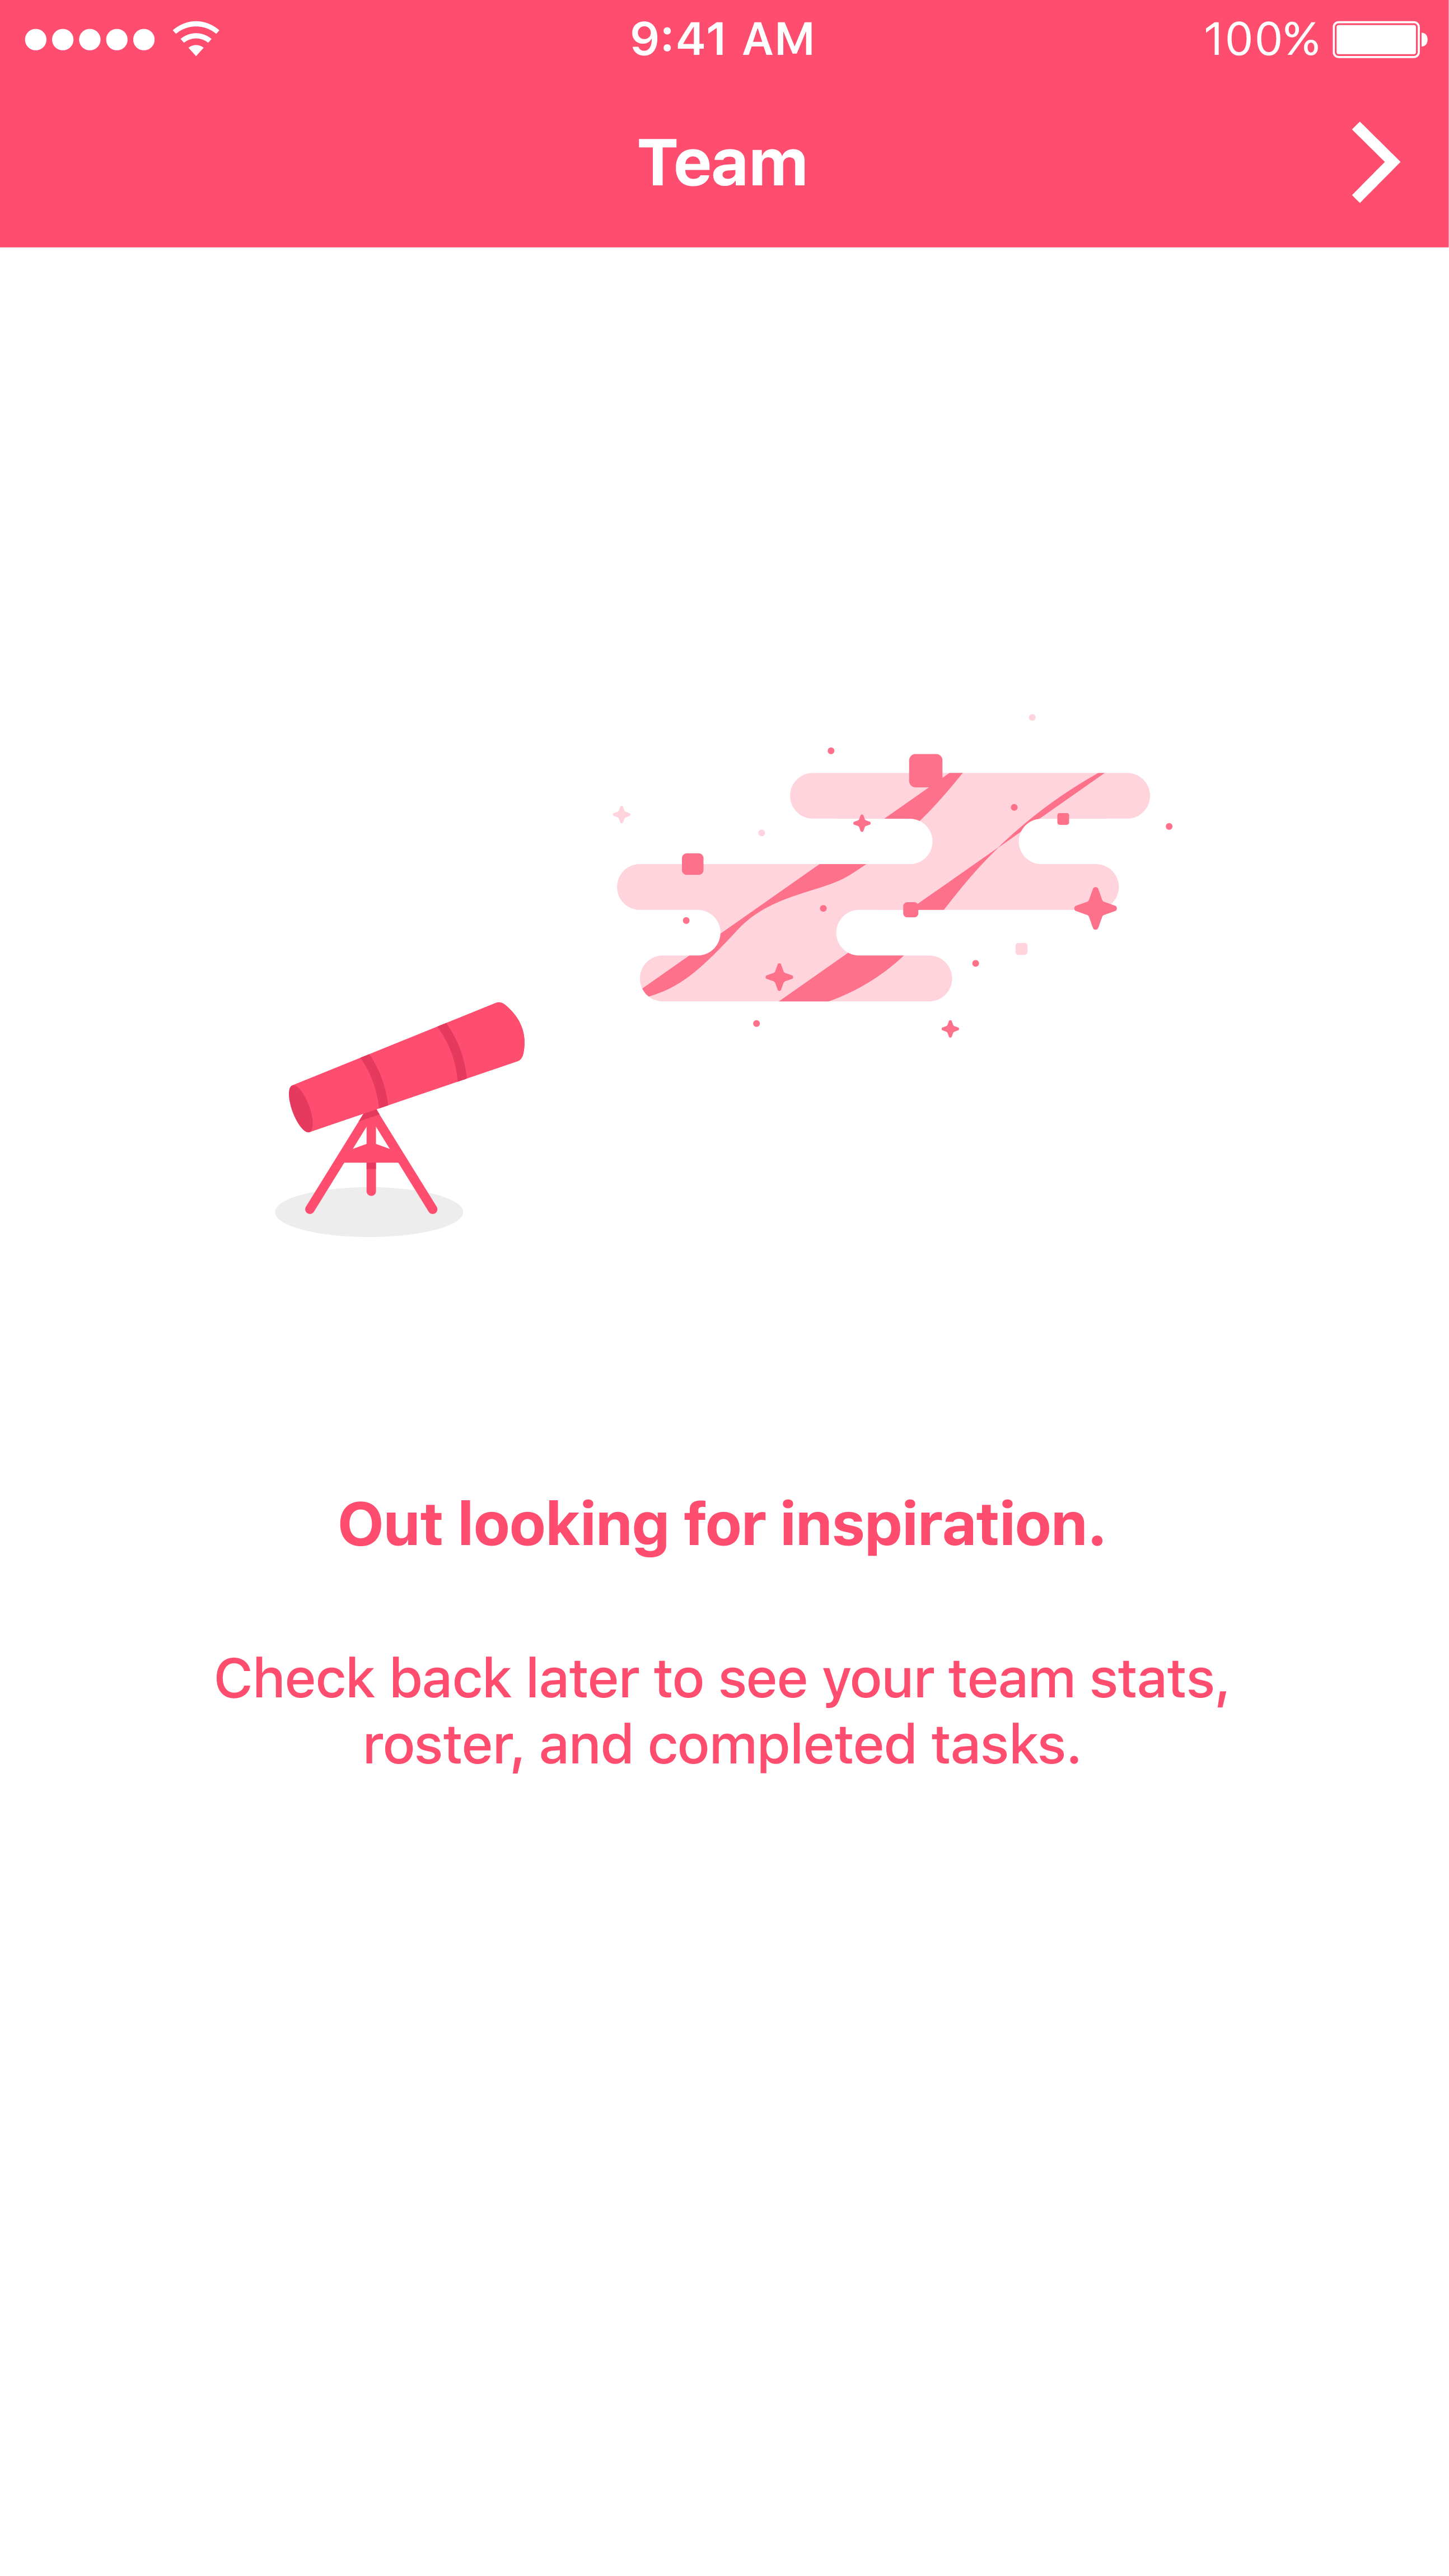 9:41 AM
100%
Team
Out looking for inspiration.
Check back later to see your team stats,
roster, and completed tasks.